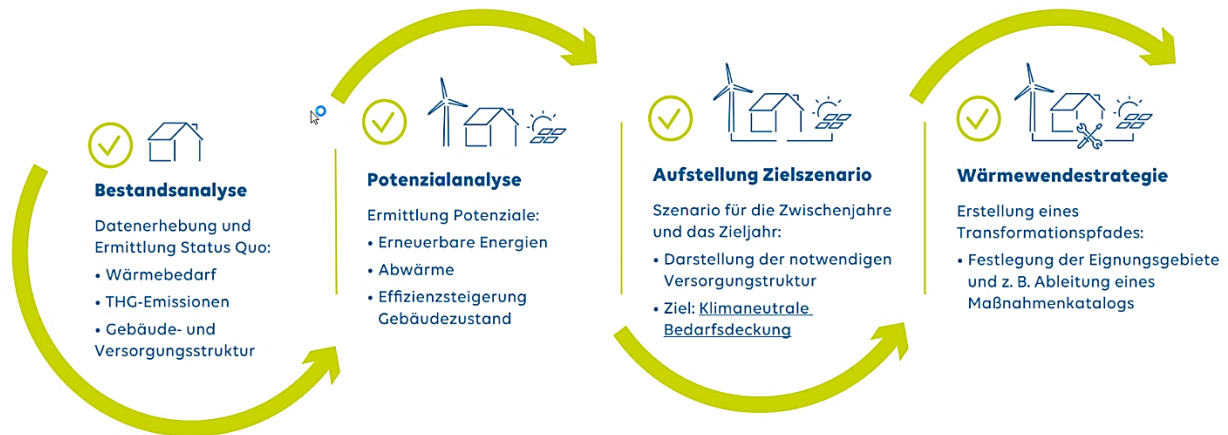 Bestandsanalyse
Datenerhebung und
Ermittlung Status Quo:
• Wärmebedarf
• THG-Emissionen
• Gebäude- und
Versorgungsstruktur
Potenzialanalyse
Ermittlung Potenziale:
• Erneuerbare Energien
• Abwärme
• Effizienzsteigerung
Gebäudezustand
Aufstellung Zielszenario
Szenario für die Zwischenjahre
und das Zieljahr:
• Darstellung der notwendigen
Versorgungsstruktur
• Ziel: Klimaneutrale
Bedarfsdeckung
Wärmewendestrategie
Erstellung eines
Transformationspfades:
• Festlegung der Eignungsgebiete
und z. B. Ableitung eines
Maßnahmenkatalogs